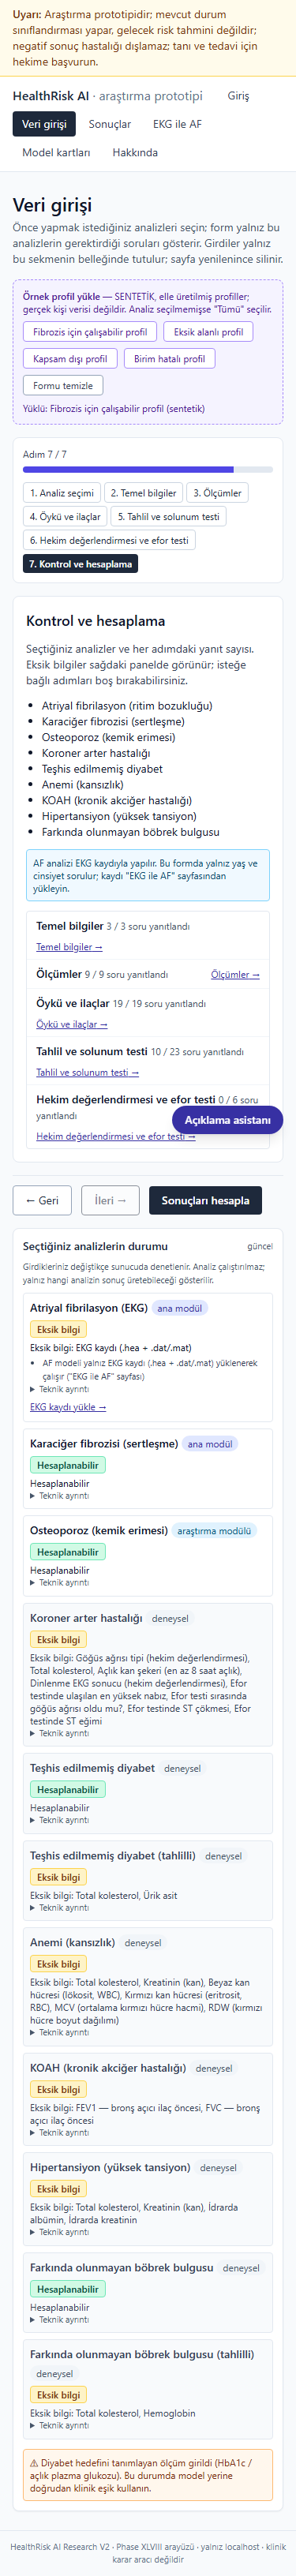 Uyarı: Araştırma prototipidir; mevcut durum
sınıflandırması yapar, gelecek risk tahmini değildir;
negatif sonuç hastalığı dışlamaz; tanı ve tedavi için
hekime başvurun.
HealthRisk AI · araştırma prototipi
Giriş
Veri girişi
Sonuçlar
EKG ile AF
Model kartları
Hakkında
Veri girişi
Önce yapmak istediğiniz analizleri seçin; form yalnız bu
analizlerin gerektirdiği soruları gösterir. Girdiler yalnız
bu sekmenin belleğinde tutulur; sayfa yenilenince silinir.
Örnek profil yükle — SENTETİK, elle üretilmiş profiller;
gerçek kişi verisi değildir. Analiz seçilmemişse "Tümü" seçilir.
Fibrozis için çalışabilir profil
Eksik alanlı profil
Kapsam dışı profil
Birim hatalı profil
Formu temizle
Yüklü: Fibrozis için çalışabilir profil (sentetik)
Adım 7 / 7
1. Analiz seçimi
2. Temel bilgiler
3. Ölçümler
4. Öykü ve ilaçlar
5. Tahlil ve solunum testi
6. Hekim değerlendirmesi ve efor testi
7. Kontrol ve hesaplama
Kontrol ve hesaplama
Seçtiğiniz analizler ve her adımdaki yanıt sayısı.
Eksik bilgiler sağdaki panelde görünür; isteğe
bağlı adımları boş bırakabilirsiniz.
• Atriyal fibrilasyon (ritim bozukluğu)
• Karaciğer fibrozisi (sertleşme)
• Osteoporoz (kemik erimesi)
• Koroner arter hastalığı
• Teşhis edilmemiş diyabet
• Anemi (kansızlık)
• KOAH (kronik akciğer hastalığı)
• Hipertansiyon (yüksek tansiyon)
• Farkında olunmayan böbrek bulgusu
AF analizi EKG kaydıyla yapılır. Bu formda yalnız yaş ve
cinsiyet sorulur; kaydı "EKG ile AF" sayfasından
yükleyin.
Temel bilgiler 3 / 3 soru yanıtlandı
Temel bilgiler →
Ölçümler 9 / 9 soru yanıtlandı
Ölçümler →
Öykü ve ilaçlar 19 / 19 soru yanıtlandı
Öykü ve ilaçlar →
Tahlil ve solunum testi 10 / 23 soru yanıtlandı
Tahlil ve solunum testi →
Hekim değerlendirmesi ve efor testi 0 / 6 soru
yanıtlandı
Açıklama asistanı
Hekim değerlendirmesi ve efor testi →
← Geri
İleri →
Sonuçları hesapla
Seçtiğiniz analizlerin durumu
güncel
Girdikleriniz değiştikçe sunucuda denetlenir. Analiz çalıştırılmaz;
yalnız hangi analizin sonuç üretebileceği gösterilir.
Atriyal fibrilasyon (EKG) ana modül
Eksik bilgi
Eksik bilgi: EKG kaydı (.hea + .dat/.mat)
• AF modeli yalnız EKG kaydı (.hea + .dat/.mat) yüklenerek
çalışır ("EKG ile AF" sayfası)
▶ Teknik ayrıntı
EKG kaydı yükle →
Karaciğer fibrozisi (sertleşme) ana modül
Hesaplanabilir
Hesaplanabilir
▶ Teknik ayrıntı
Osteoporoz (kemik erimesi) araştırma modülü
Hesaplanabilir
Hesaplanabilir
▶ Teknik ayrıntı
Koroner arter hastalığı deneysel
Eksik bilgi
Eksik bilgi: Göğüs ağrısı tipi (hekim değerlendirmesi),
Total kolesterol, Açlık kan şekeri (en az 8 saat açlık),
Dinlenme EKG sonucu (hekim değerlendirmesi), Efor
testinde ulaşılan en yüksek nabız, Efor testi sırasında
göğüs ağrısı oldu mu?, Efor testinde ST çökmesi, Efor
testinde ST eğimi
▶ Teknik ayrıntı
Teşhis edilmemiş diyabet deneysel
Hesaplanabilir
Hesaplanabilir
▶ Teknik ayrıntı
Teşhis edilmemiş diyabet (tahlilli) deneysel
Eksik bilgi
Eksik bilgi: Total kolesterol, Ürik asit
▶ Teknik ayrıntı
Anemi (kansızlık) deneysel
Eksik bilgi
Eksik bilgi: Total kolesterol, Kreatinin (kan), Beyaz kan
hücresi (lökosit, WBC), Kırmızı kan hücresi (eritrosit,
RBC), MCV (ortalama kırmızı hücre hacmi), RDW (kırmızı
hücre boyut dağılımı)
▶ Teknik ayrıntı
KOAH (kronik akciğer hastalığı) deneysel
Eksik bilgi
Eksik bilgi: FEV1 — bronş açıcı ilaç öncesi, FVC — bronş
açıcı ilaç öncesi
▶ Teknik ayrıntı
Hipertansiyon (yüksek tansiyon) deneysel
Eksik bilgi
Eksik bilgi: Total kolesterol, Kreatinin (kan), İdrarda
albümin, İdrarda kreatinin
▶ Teknik ayrıntı
Farkında olunmayan böbrek bulgusu deneysel
Hesaplanabilir
Hesaplanabilir
▶ Teknik ayrıntı
Farkında olunmayan böbrek bulgusu (tahlilli)
deneysel
Eksik bilgi
Eksik bilgi: Total kolesterol, Hemoglobin
▶ Teknik ayrıntı
⚠ Diyabet hedefini tanımlayan ölçüm girildi (HbA1c /
açlık plazma glukozu). Bu durumda model yerine
doğrudan klinik eşik kullanın.
HealthRisk AI Research V2 · Phase XLVIII arayüzü · yalnız localhost · klinik
karar aracı değildir